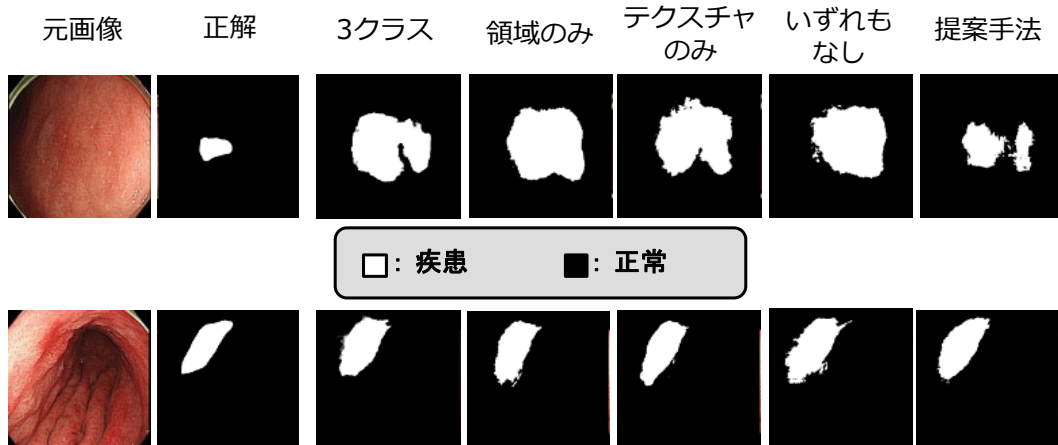 元画像
正解
3クラス
領域のみ
テクスチャ
のみ
いずれも
なし
提案手法
□: 疾患
■: 正常